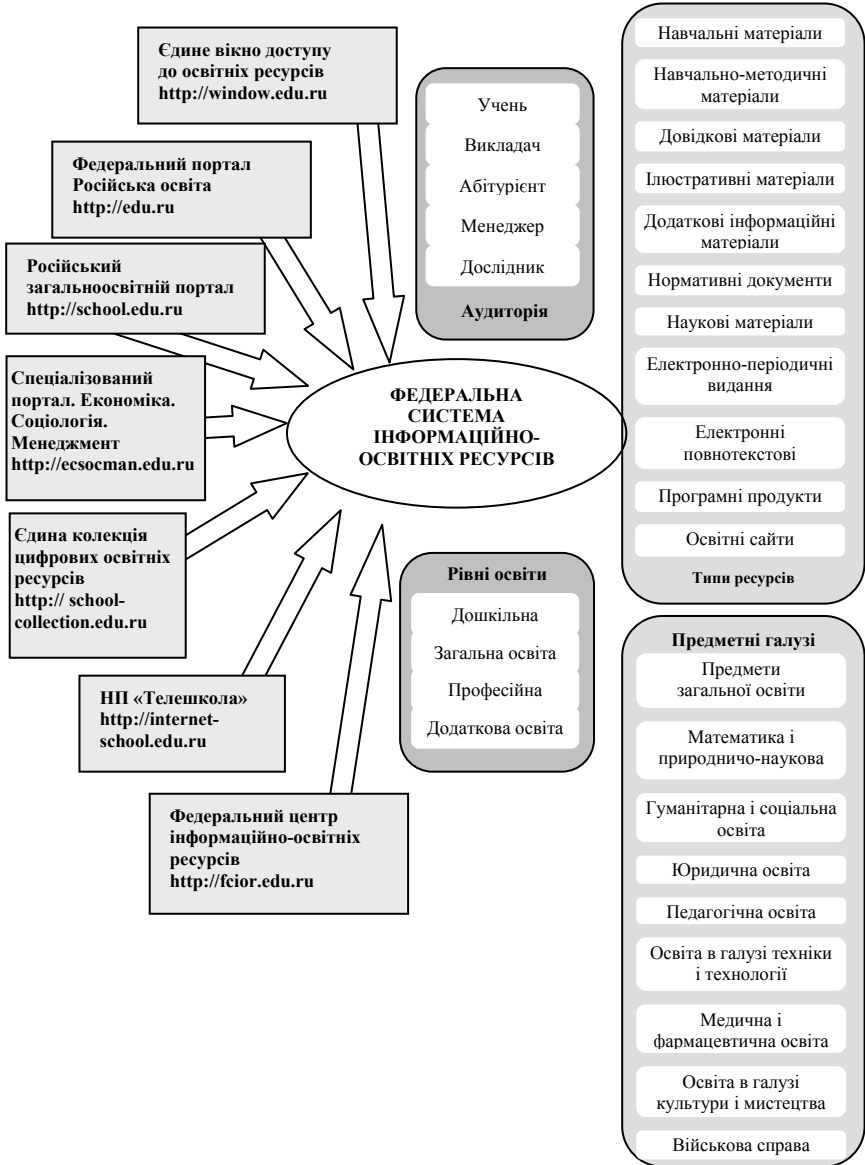 Єдине вікно доступу
до освітніх ресурсів
http://window.edu.ru
Федеральний портал
Російська освіта
http://edu.ru
Російський
загальноосвітній портал
http://school.edu.ru
Спеціалізований
портал. Економіка.
Соціологія.
Менеджмент
http://ecsocman.edu.ru
Єдина колекція
цифрових освітніх
ресурсів
http:// school-
collection.edu.ru
НП «Телешкола»
http://internet-
school.edu.ru
Федеральний центр
інформаційно-освітніх
ресурсів
http://fcior.edu.ru
Учень
Викладач
Абітурієнт
Менеджер
Дослідник
Аудиторія
ФЕДЕРАЛЬНА
СИСТЕМА
ІНФОРМАЦІЙНО-
ОСВІТНІХ РЕСУРСІВ
Рівні освіти
Дошкільна
Загальна освіта
Професійна
Додаткова освіта
Навчальні матеріали
Навчально-методичні
матеріали
Довідкові матеріали
Ілюстративні матеріали
Додаткові інформаційні
матеріали
Нормативні документи
Наукові матеріали
Електронно-періодичні
видання
Електронні
повнотекстові
Програмні продукти
Освітні сайти
Типи ресурсів
Предметні галузі
Предмети
загальної освіти
Математика і
природничо-наукова
Гуманітарна і соціальна
освіта
Юридична освіта
Педагогічна освіта
Освіта в галузі техніки
і технології
Медична і
фармацевтична освіта
Освіта в галузі
культури і мистецтва
Військова справа